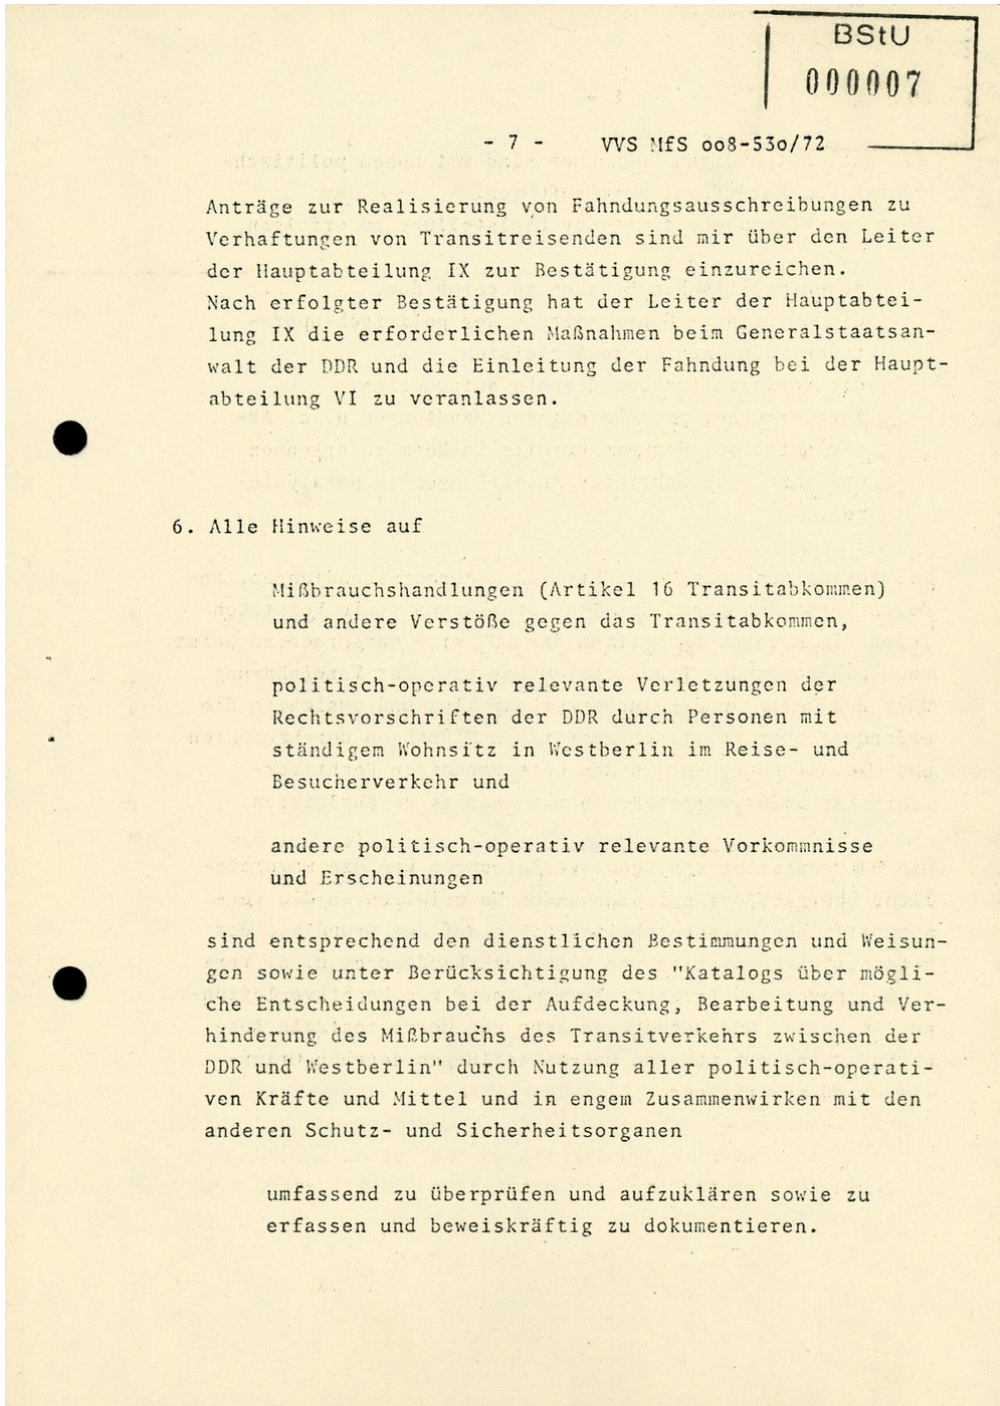 BStU
000007
- 7 - VVS MfS oo8-53o/72
Anträge zur Realisierung von Fahndungsausschreibungen zu
Verhaftungen von Transitreisenden sind mir über den Leiter
der Hauptabteilung IX zur Bestätigung einzureichen.
Nach erfolgter Bestätigung hat der Leiter der Hauptabtei-
lung IX die erforderlichen Maßnahmen beim Generalstaatsan-
walt der DDR und die Einleitung der Fahndung bei der Haupt-
abteilung VI zu veranlassen.
6. Alle Hinweise auf
Mißbrauchshandlungen (Artikel 16 Transitabkommen)
und andere Verstöße gegen das Transitabkommen,
politisch-operativ relevante Verletzungen der
Rechtsvorschriften der DDR durch Personen mit
ständigem Wohnsitz in Westberlin im Reise- und
Besucherverkehr und
andere politisch-operativ relevante Vorkommnisse
und Erscheinungen
sind entsprechend den dienstlichen Bestimmungen und Weisun-
gen sowie unter Berücksichtigung des "Katalogs über mögli-
che Entscheidungen bei der Aufdeckung, Bearbeitung und Ver-
hinderung des Mißbrauchs des Transitverkehrs zwischen der
DDR und Westberlin" durch Nutzung aller politisch-operati-
ven Kräfte und Mittel und in engem Zusammenwirken mit den
anderen Schutz- und Sicherheitsorganen
umfassend zu überprüfen und aufzuklären sowie zu
erfassen und beweiskräftig zu dokumentieren.